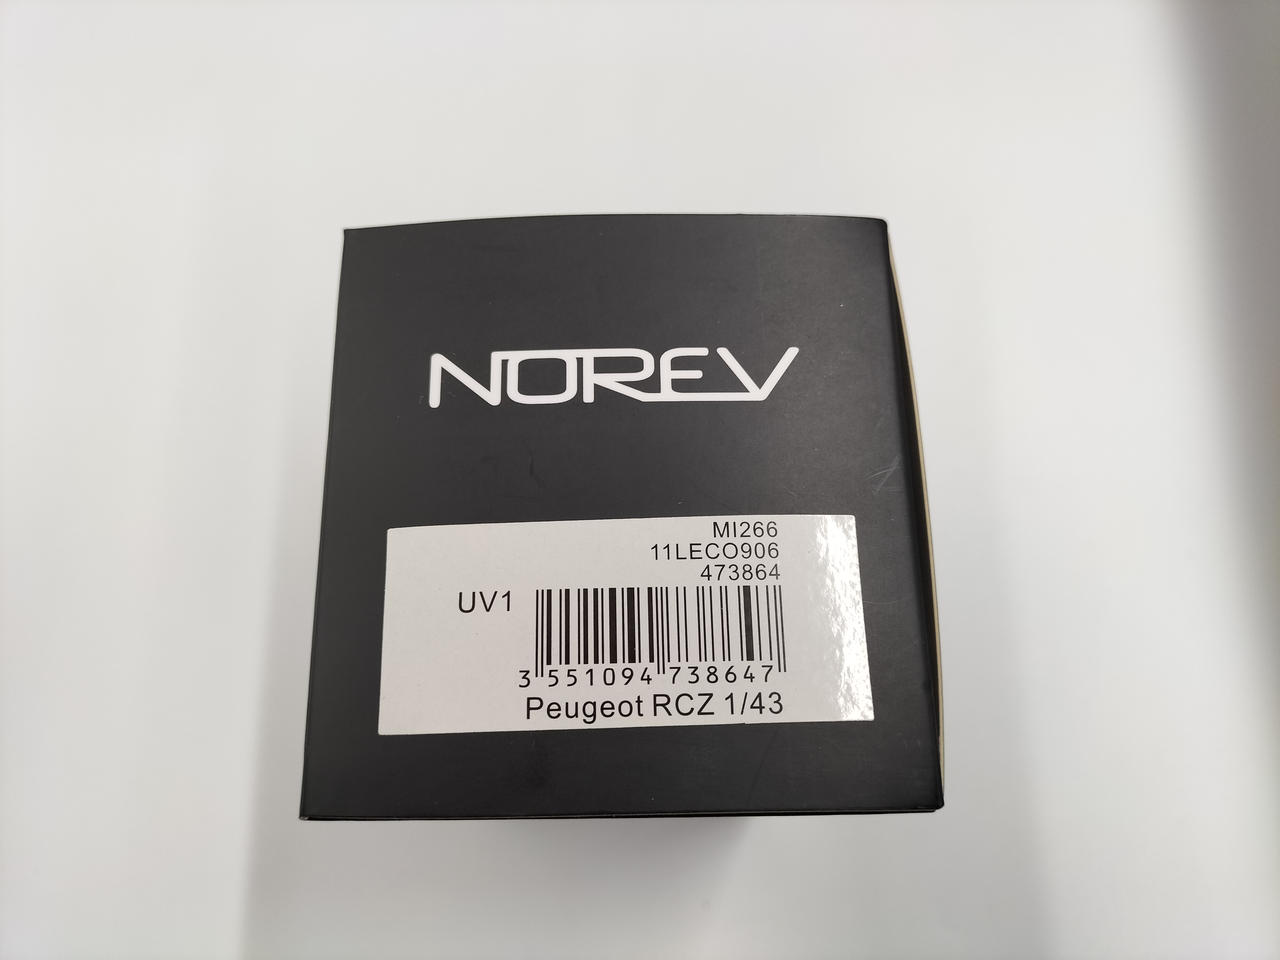 NOREV
MI266
11LECO906
473864
UV1
3 551094 738647
Peugeot RCZ 1/43